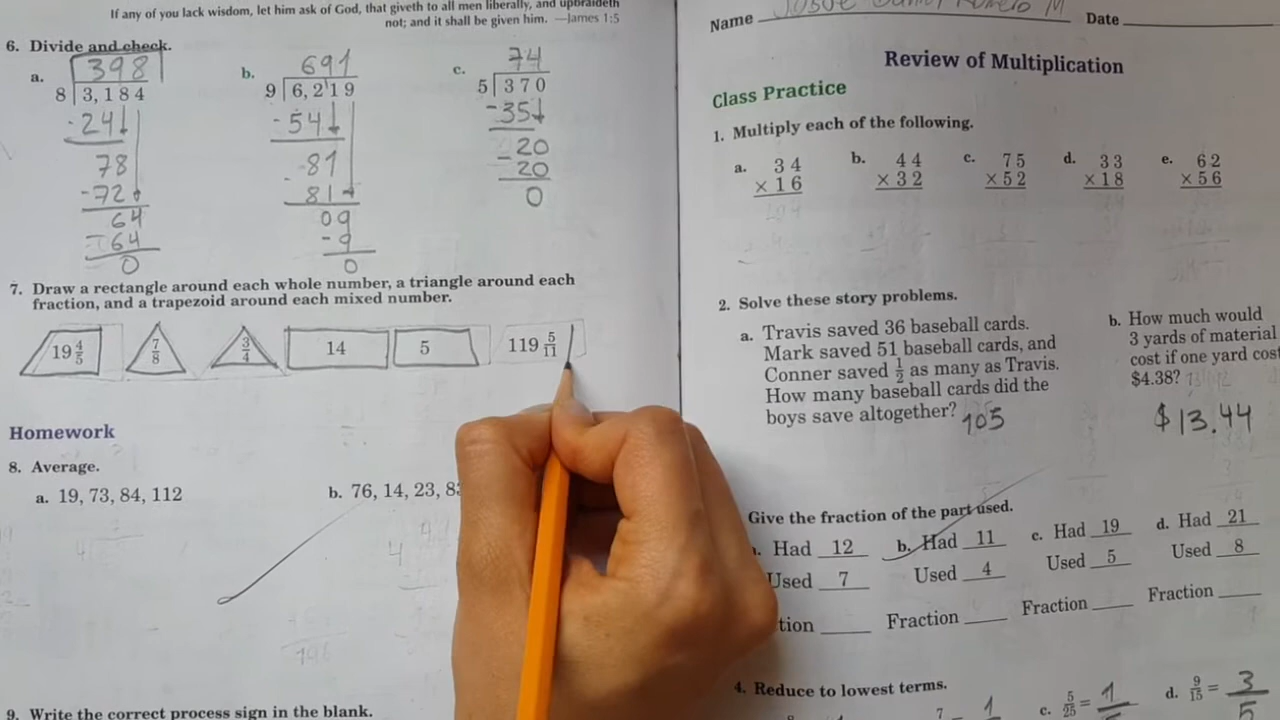 If any of you lack wisdom, let him ask of God, that giveth to all men liberally, and upbraideth
not; and it shall be given him. —James 1:5
6. Divide and check.
a. 398
8 3,184
-24
78
-72
64
-64
0
b. 691
9 6,219
-54
81
-81
09
-9
0
c. 74
5 370
-35
20
-20
0
7. Draw a rectangle around each whole number, a triangle around each
fraction, and a trapezoid around each mixed number.
19 4/5 7/8 3/4 14 5 119 5/11
Homework
8. Average.
a. 19, 73, 84, 112
b. 76, 14, 23,
9. Write the correct process sign in the blank.
Name Josue Daniel Romero M Date
Review of Multiplication
Class Practice
1. Multiply each of the following.
a. 34
× 16
b. 44
× 32
c. 75
× 52
d. 33
× 18
e. 62
× 56
2. Solve these story problems.
a. Travis saved 36 baseball cards.
Mark saved 51 baseball cards, and
Conner saved 1/2 as many as Travis.
How many baseball cards did the
boys save altogether? 105
b. How much would
3 yards of material
cost if one yard cost
$4.38?
$13.44
Give the fraction of the part used.
Had 12 b. Had 11 c. Had 19 d. Had 21
Used 7 Used 4 Used 5 Used 8
Fraction Fraction Fraction
4. Reduce to lowest terms.
c. 5/25 = 1/5 d. 9/15 = 3/5